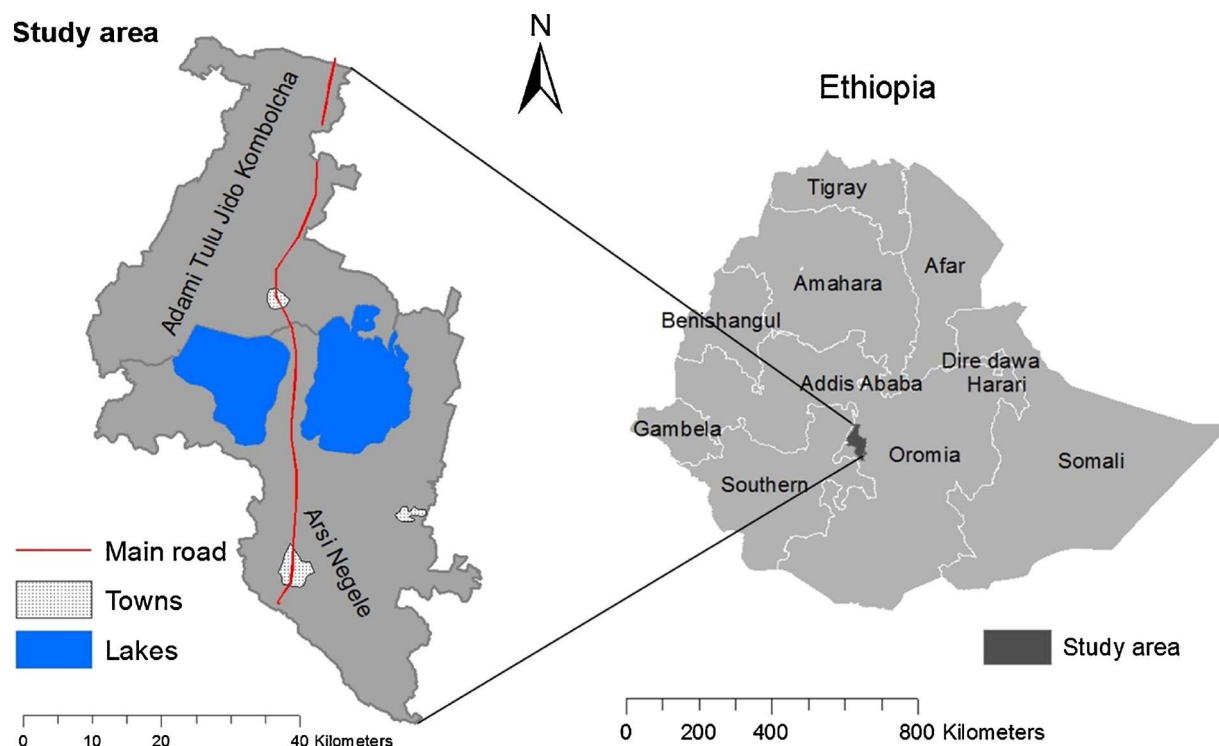 Study area
Adami Tulu Jido Kombolcha
Arsi Negele
Main road
Towns
Lakes
0 10 20 40 Kilometers
N
Ethiopia
Tigray
Afar
Amahara
Benishangul
Dire dawa
Harari
Addis Ababa
Gambela
Oromia
Somali
Southern
Study area
0 200 400 800 Kilometers